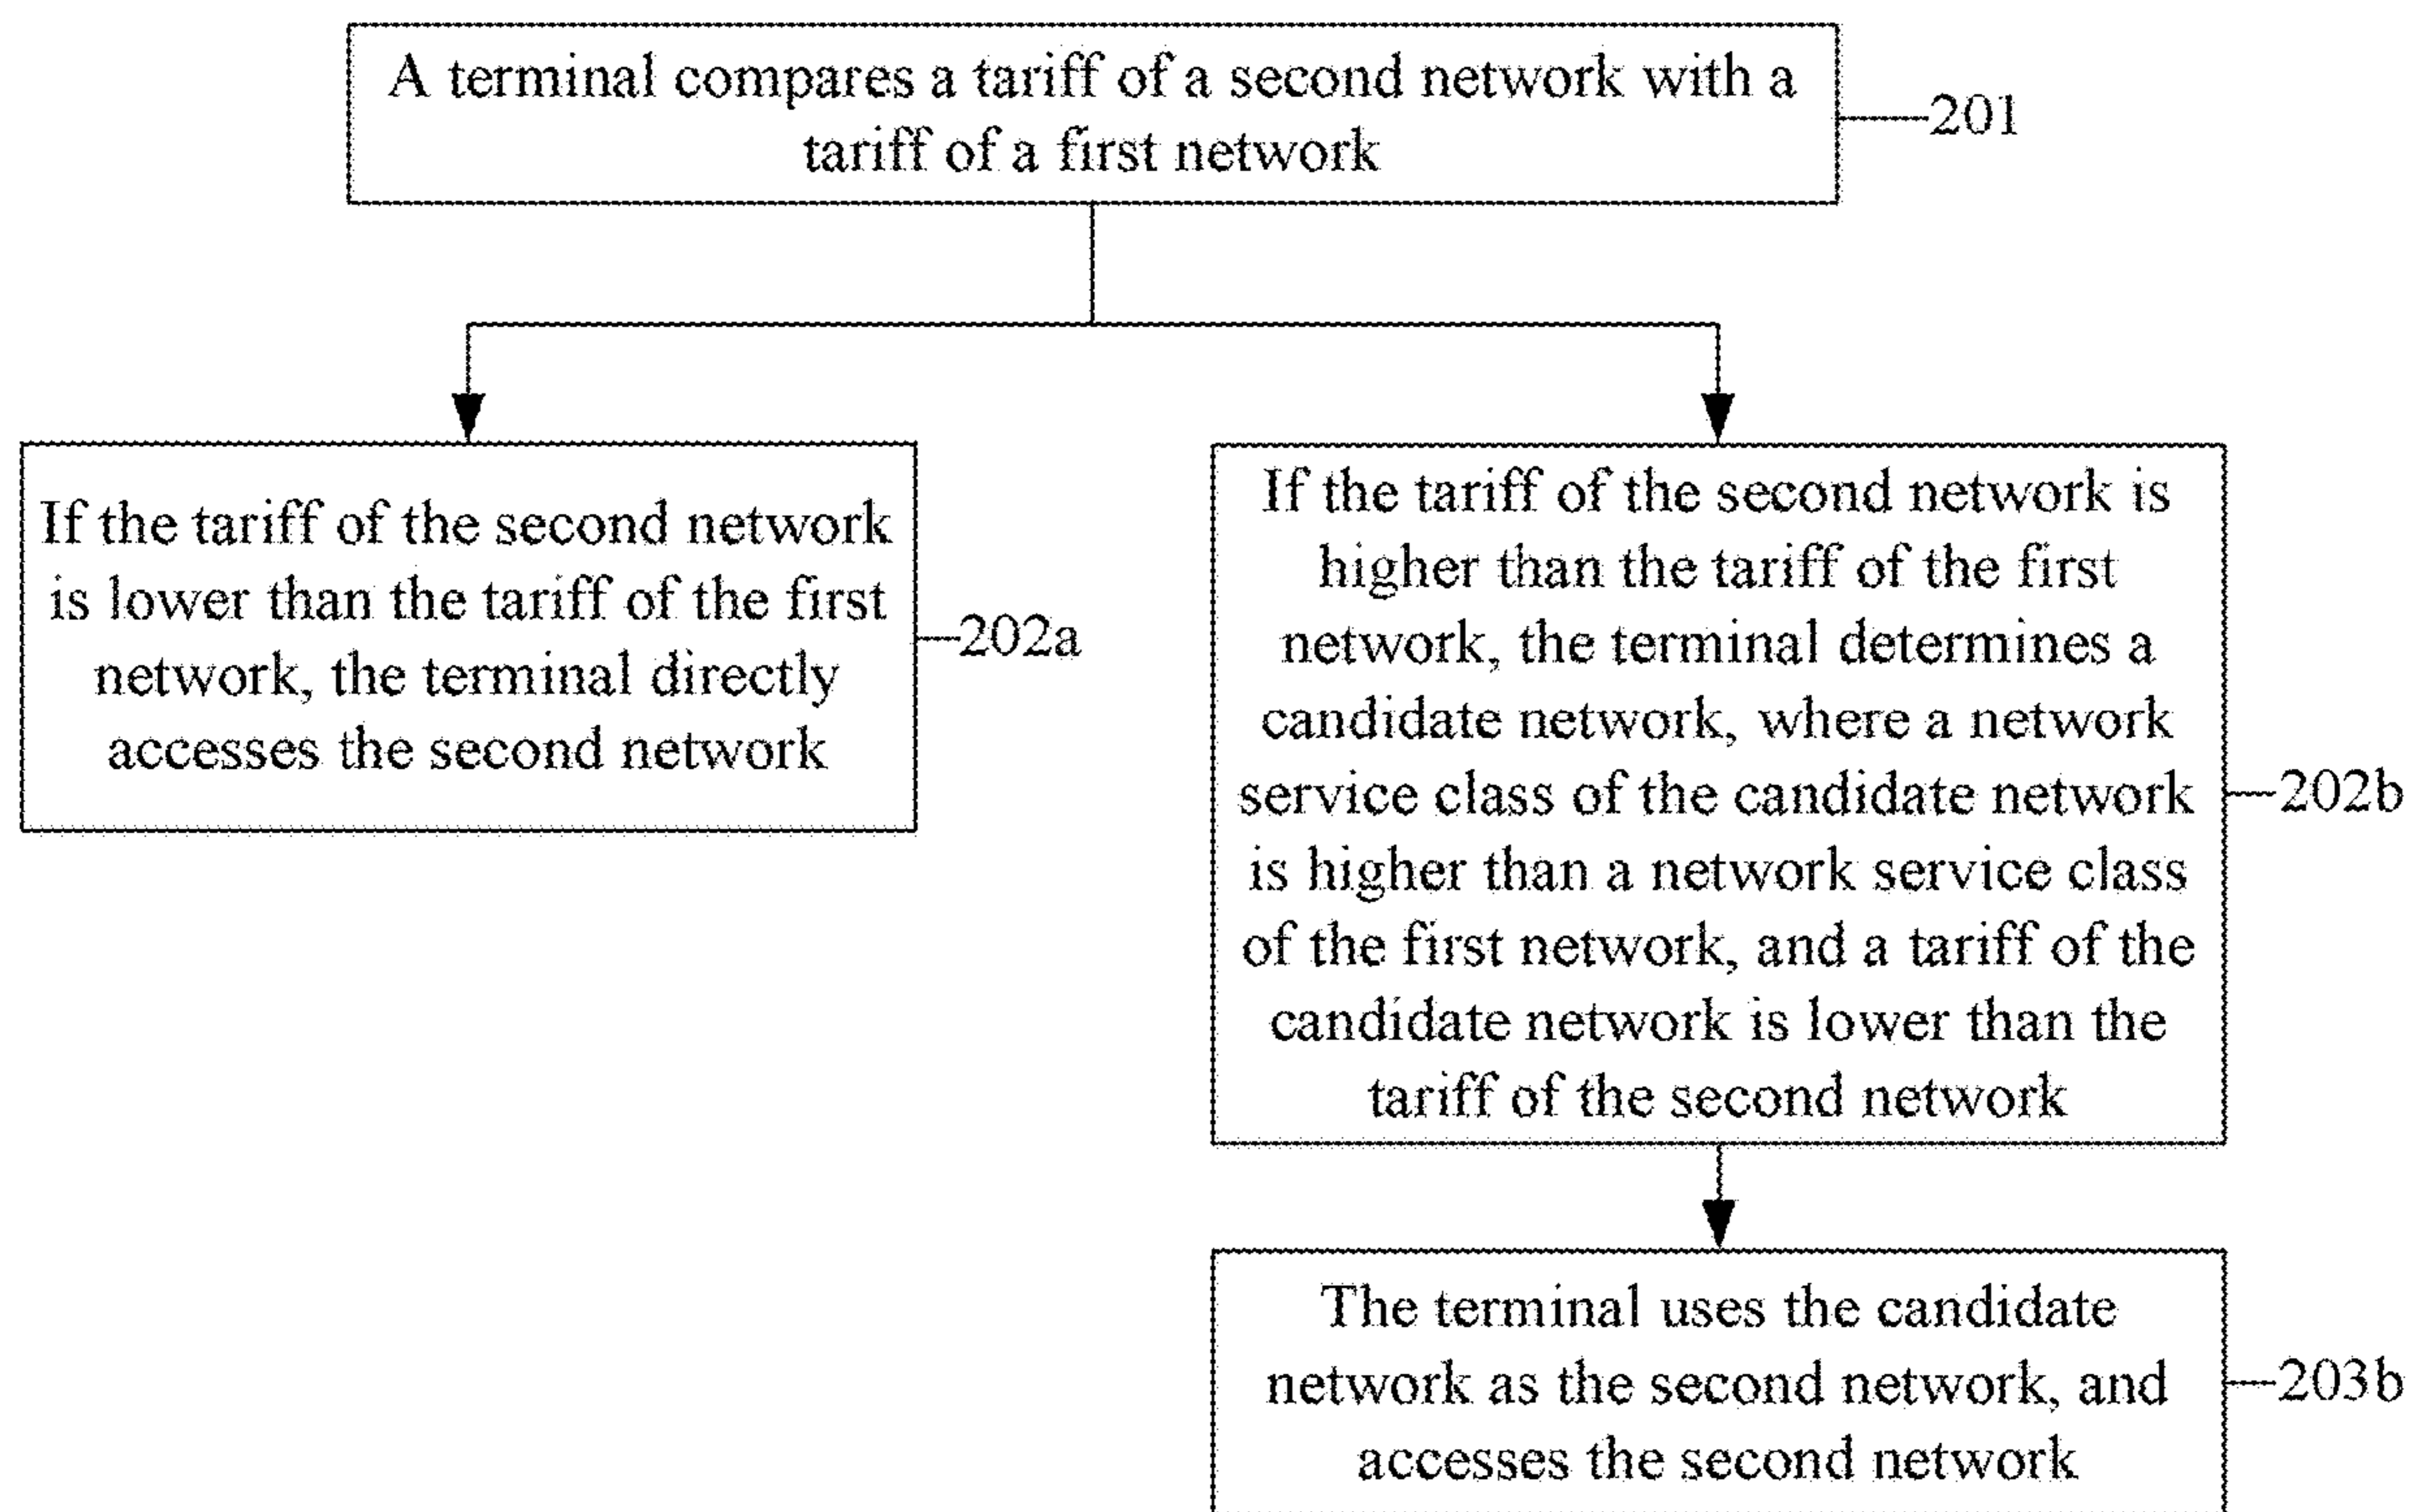 A terminal compares a tariff of a second network with a
tariff of a first network
201
If the tariff of the second network
is lower than the tariff of the first
network, the terminal directly
accesses the second network
202a
If the tariff of the second network is
higher than the tariff of the first
network, the terminal determines a
candidate network, where a network
service class of the candidate network
is higher than a network service class
of the first network, and a tariff of the
candidate network is lower than the
tariff of the second network
202b
The terminal uses the candidate
network as the second network, and
accesses the second network
203b